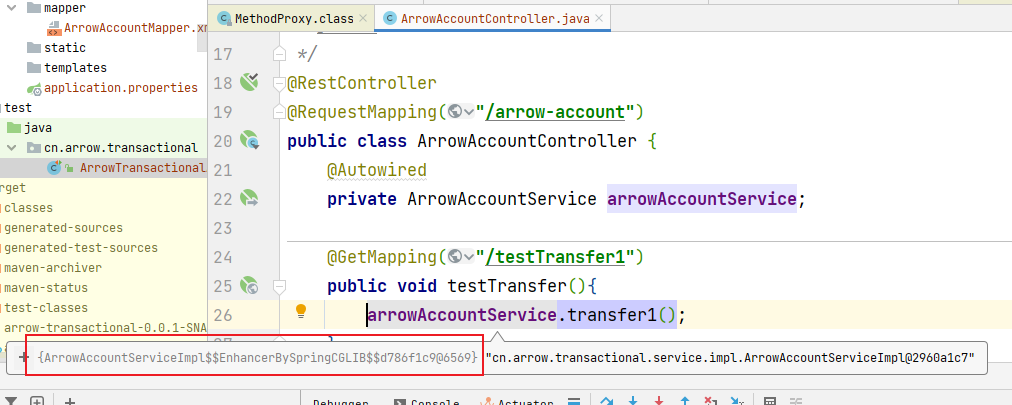 mapper
ArrowAccountMapper.xm
static
templates
application.properties
test
java
cn.arrow.transactional
ArrowTransactional
rget
classes
generated-sources
generated-test-sources
maven-archiver
maven-status
test-classes
arrow-transactional-0.0.1-SNA
MethodProxy.class
ArrowAccountController.java
17 */
18 @RestController
19 @RequestMapping("/arrow-account")
20 public class ArrowAccountController {
21 @Autowired
22 private ArrowAccountService arrowAccountService;
23
24 @GetMapping("/testTransfer1")
25 public void testTransfer(){
26 arrowAccountService.transfer1();
+ {ArrowAccountServiceImpl$$EnhancerBySpringCGLIB$$d786f1c9@6569} "cn.arrow.transactional.service.impl.ArrowAccountServiceImpl@2960a1c7"
Debugger Console Actuator